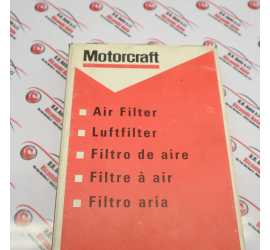 Motorcraft
Air Filter
Luftfilter
Filtro de aire
Filtre à air
Filtro aria